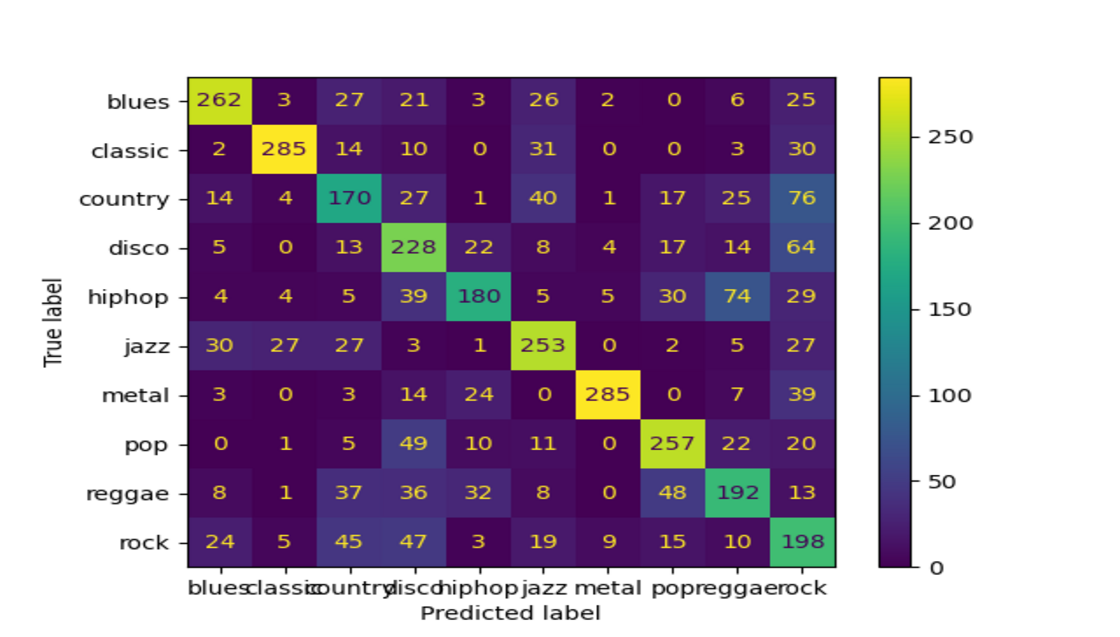 blues 262 3 27 21 3 26 2 0 6 25
classic 2 285 14 10 0 31 0 0 3 30
country 14 4 170 27 1 40 1 17 25 76
disco 5 0 13 228 22 8 4 17 14 64
hiphop 4 4 5 39 180 5 5 30 74 29
jazz 30 27 27 3 1 253 0 2 5 27
metal 3 0 3 14 24 0 285 0 7 39
pop 0 1 5 49 10 11 0 257 22 20
reggae 8 1 37 36 32 8 0 48 192 13
rock 24 5 45 47 3 19 9 15 10 198
blues classic country disco hiphop jazz metal pop reggae rock
Predicted label
True label
250
200
150
100
50
0